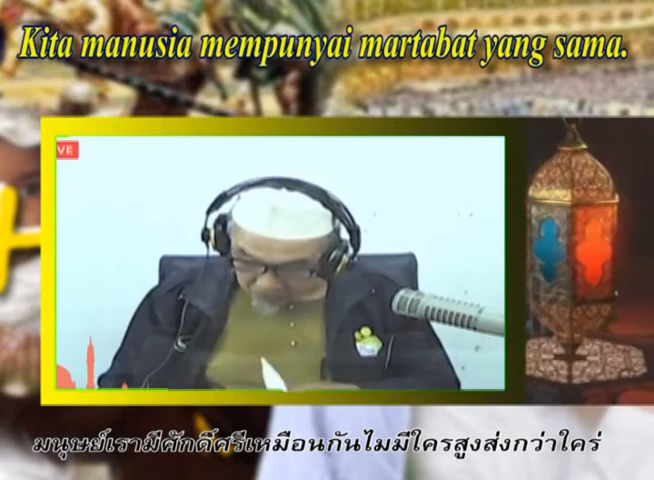 Kita manusia mempunyai martabat yang sama.
VE
มนุษย์เรามีศักดิ์ศรีเหมือนกันไม่มีใครสูงส่งกว่าใคร่